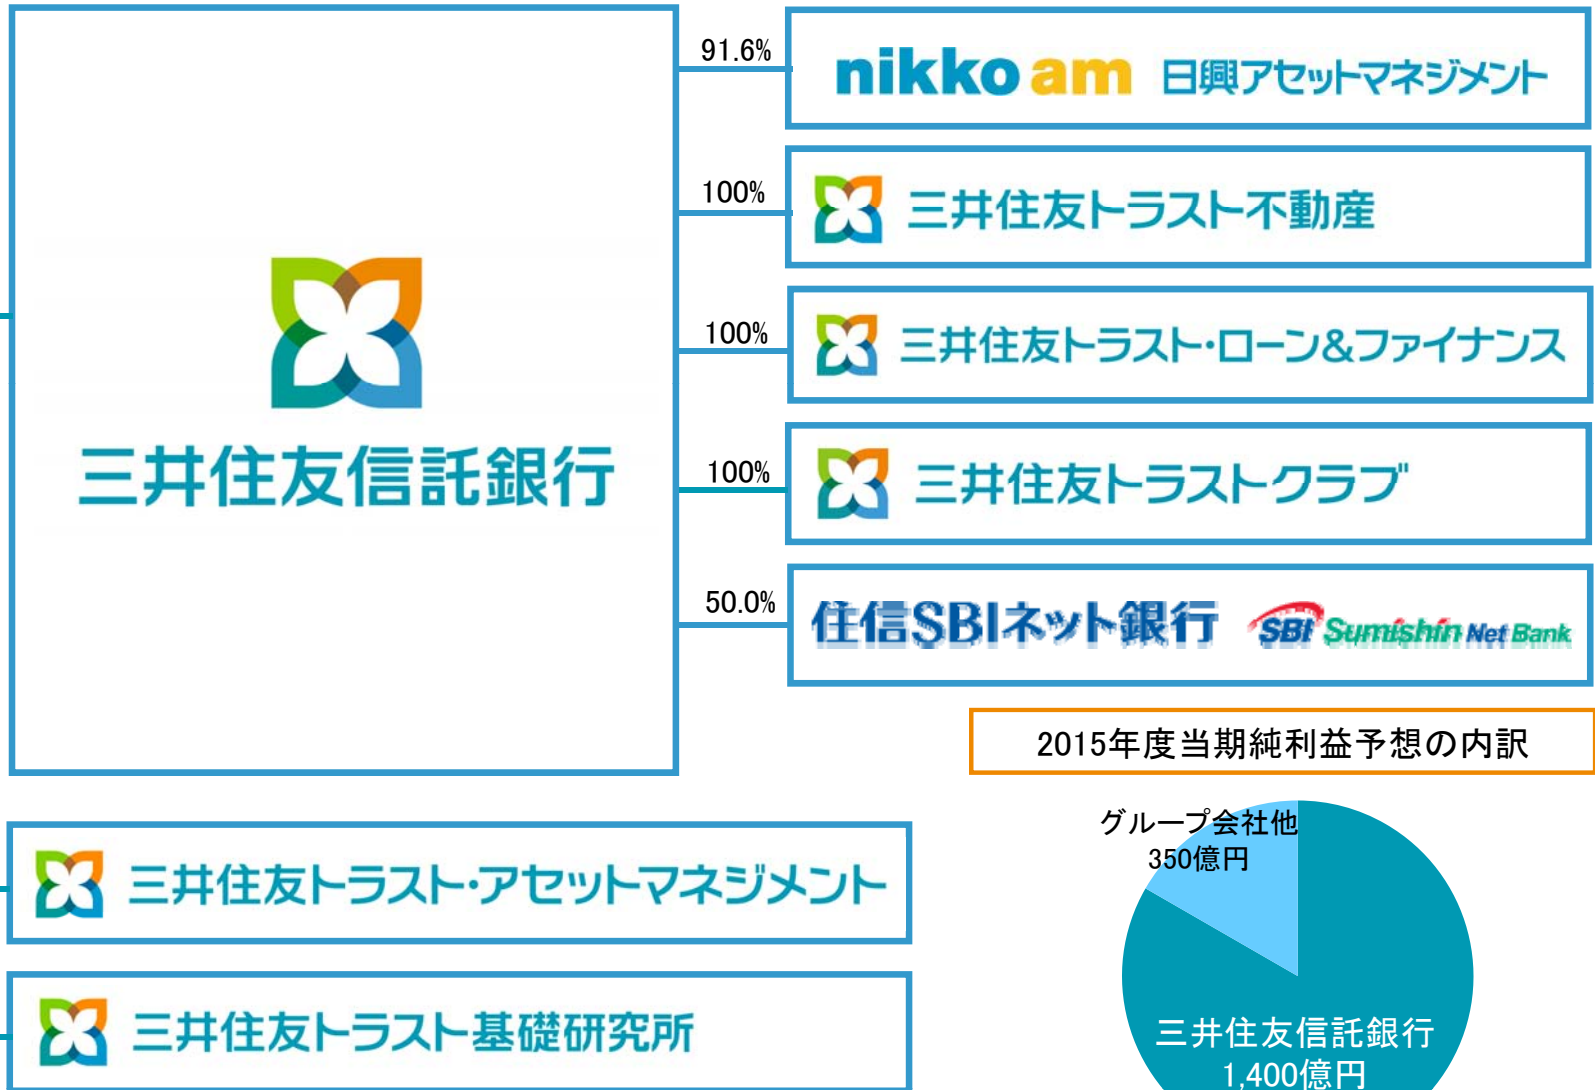 三井住友信託銀行
91.6%
nikko am 日興アセットマネジメント
100%
三井住友トラスト不動産
100%
三井住友トラスト・ローン&ファイナンス
100%
三井住友トラストクラブ
50.0%
住信SBIネット銀行 SBI Sumishin Net Bank
2015年度当期純利益予想の内訳
グループ会社他
350億円
三井住友信託銀行
1,400億円
三井住友トラスト・アセットマネジメント
三井住友トラスト基礎研究所